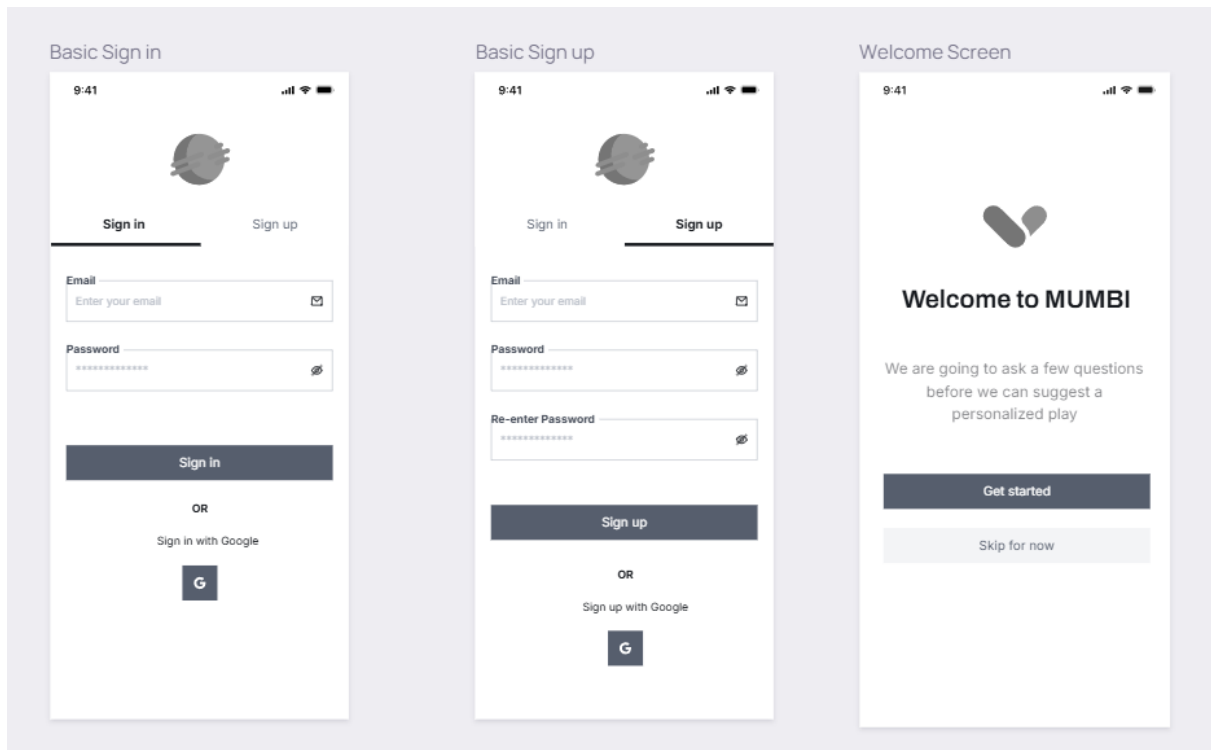 Basic Sign in
9:41
Sign in
Sign up
Email
Enter your email
Password
*************
Sign in
OR
Sign in with Google
G
Basic Sign up
9:41
Sign in
Sign up
Email
Enter your email
Password
*************
Re-enter Password
*************
Sign up
OR
Sign up with Google
G
Welcome Screen
9:41
Welcome to MUMBI
We are going to ask a few questions
before we can suggest a
personalized play
Get started
Skip for now